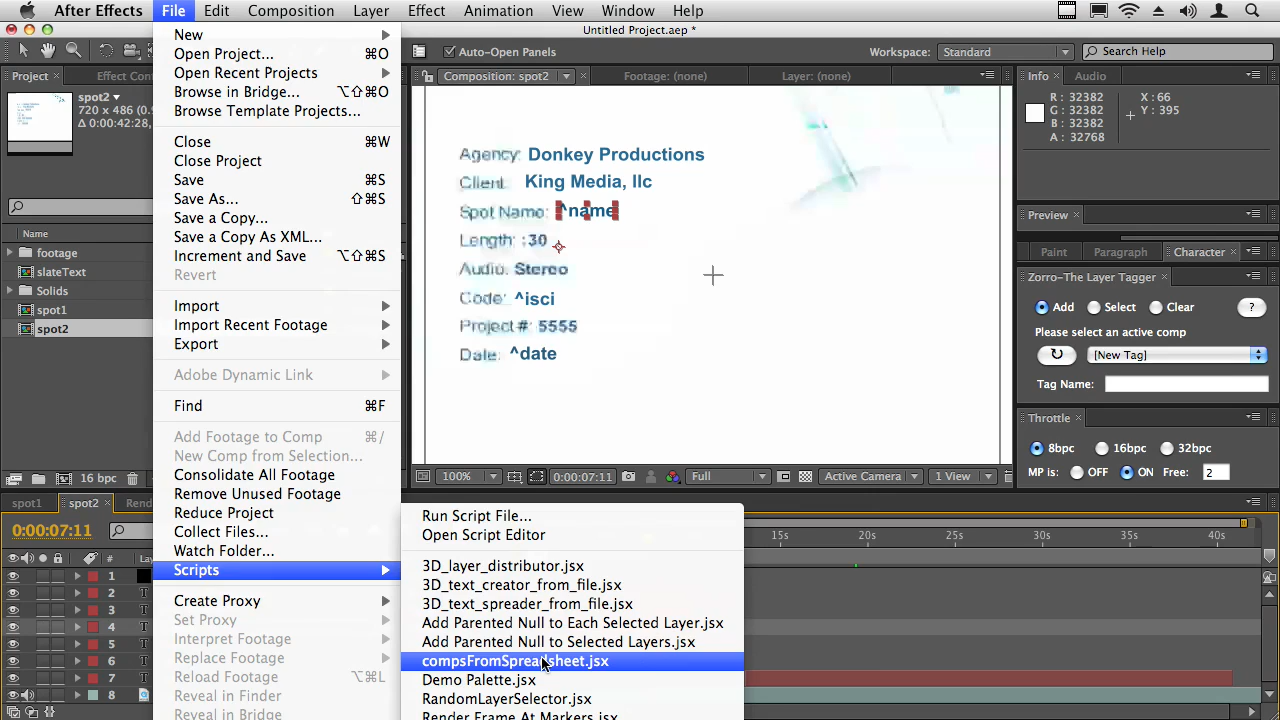 After Effects File Edit Composition Layer Effect Animation View Window Help
Untitled Project.aep *
Auto-Open Panels
Workspace: Standard
Search Help
Project
Effect Cont
spot2
720 x 486 (0.9
Δ 0:00:42:28,
Name
footage
slateText
Solids
spot1
spot2
16 bpc
New
Open Project... ⌘O
Open Recent Projects
Browse in Bridge... ⌥⇧⌘O
Browse Template Projects...
Close ⌘W
Close Project
Save ⌘S
Save As... ⇧⌘S
Save a Copy...
Save a Copy As XML...
Increment and Save ⌥⇧⌘S
Revert
Import
Import Recent Footage
Export
Adobe Dynamic Link
Find ⌘F
Add Footage to Comp ⌘/
New Comp from Selection...
Consolidate All Footage
Remove Unused Footage
Reduce Project
Collect Files...
Watch Folder...
Scripts
Create Proxy
Set Proxy
Interpret Footage
Replace Footage
Reload Footage ⌥⌘L
Reveal in Finder
Reveal in Bridge
Run Script File...
Open Script Editor
3D_layer_distributor.jsx
3D_text_creator_from_file.jsx
3D_text_spreader_from_file.jsx
Add Parented Null to Each Selected Layer.jsx
Add Parented Null to Selected Layers.jsx
compsFromSpreadsheet.jsx
Demo Palette.jsx
RandomLayerSelector.jsx
Render Frame At Markers.jsx
Composition: spot2
Footage: (none)
Layer: (none)
Agency: Donkey Productions
Client: King Media, llc
Spot Name: ^name
Length: :30
Audio: Stereo
Code: ^isci
Project #: 5555
Date: ^date
100%
0:00:07:11
Full
Active Camera
1 View
Info
Audio
R : 32382
G : 32382
B : 32382
A : 32768
X : 66
Y : 395
Preview
Paint
Paragraph
Character
Zorro-The Layer Tagger
Add Select Clear ?
Please select an active comp
[New Tag]
Tag Name:
Throttle
8bpc 16bpc 32bpc
MP is: OFF ON Free: 2
spot1
spot2
Rend
0:00:07:11
15s 20s 25s 30s 35s 40s
# Lay
1
2 T
3 T
4 T
5 T
6 T
7 T
8